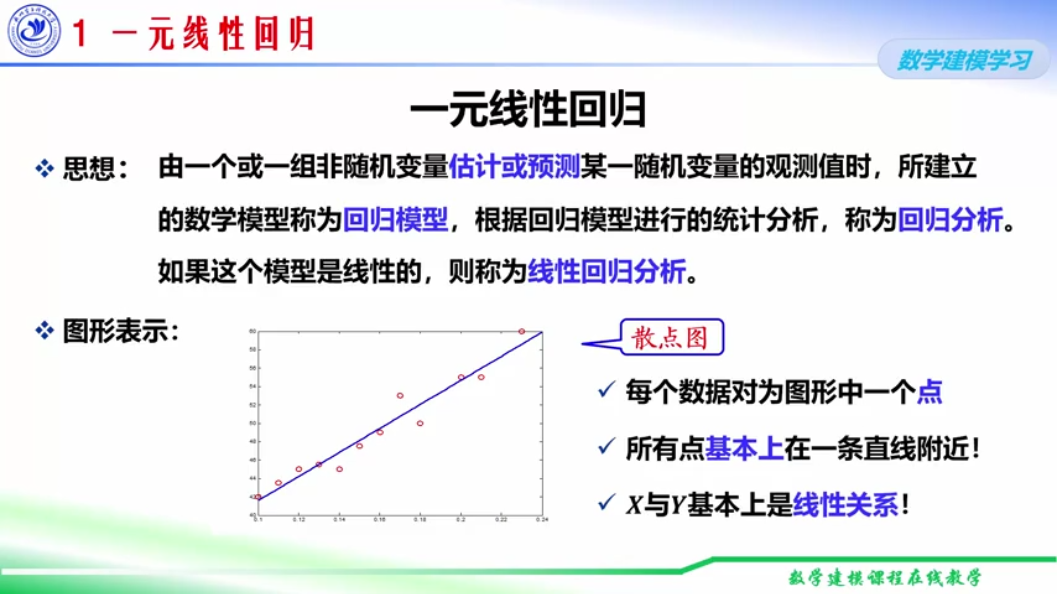 1 一元线性回归
数学建模学习
一元线性回归
思想： 由一个或一组非随机变量估计或预测某一随机变量的观测值时，所建立
的数学模型称为回归模型，根据回归模型进行的统计分析，称为回归分析。
如果这个模型是线性的，则称为线性回归分析。
图形表示：
散点图
每个数据对为图形中一个点
所有点基本上在一条直线附近！
X与Y基本上是线性关系！
60
58
56
54
52
50
48
46
44
42
40
0.1 0.12 0.14 0.16 0.18 0.2 0.22 0.24
数学建模课程在线教学